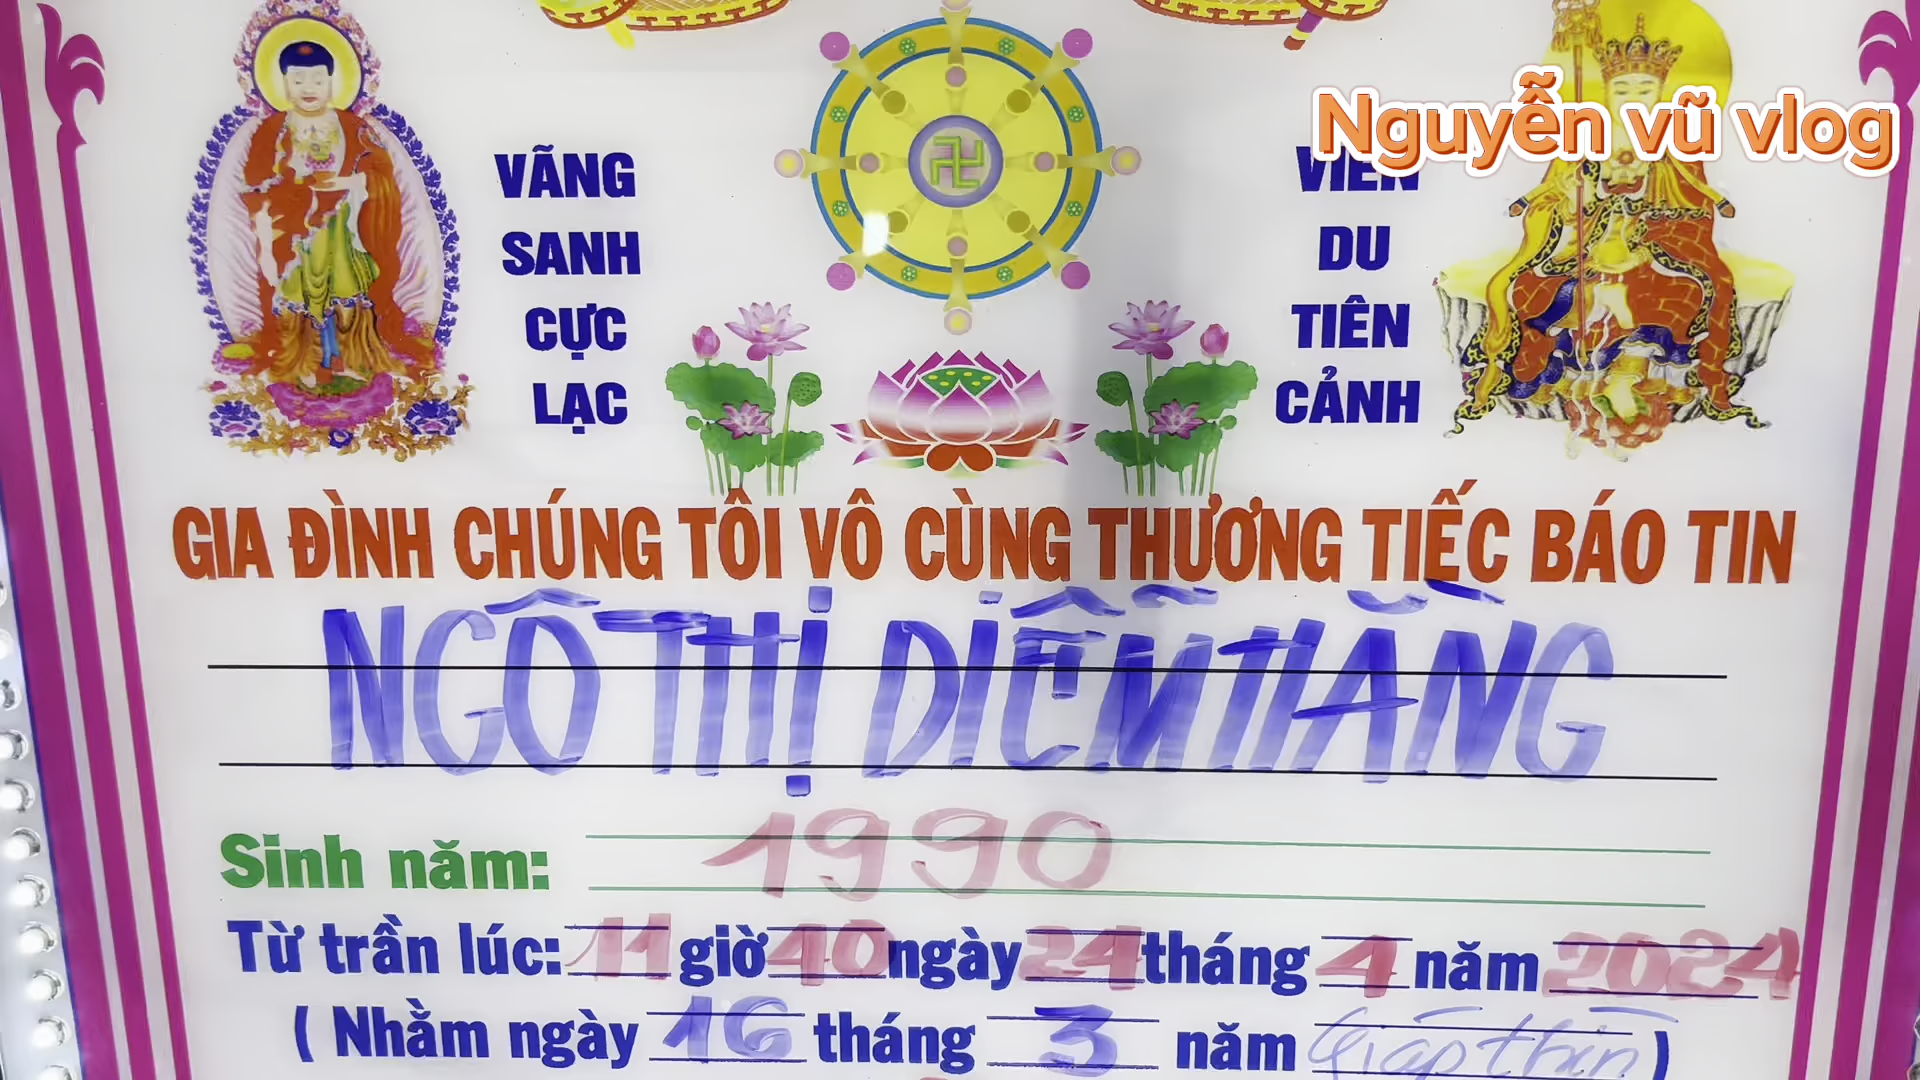 Nguyễn vũ vlog
VÃNG
SANH
CỰC
LẠC
VIÊN
DU
TIÊN
CẢNH
GIA ĐÌNH CHÚNG TÔI VÔ CÙNG THƯƠNG TIẾC BÁO TIN
NGÔ THỊ DIỄM HẰNG
Sinh năm: 1990
Từ trần lúc: 11 giờ 40 ngày 24 tháng 4 năm 2024
( Nhằm ngày 16 tháng 3 năm Giáp thìn )